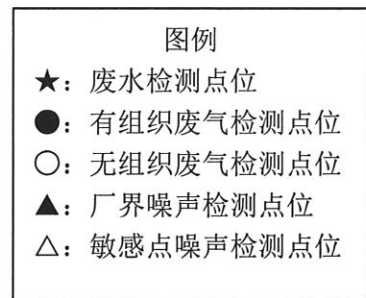 图例
★：废水检测点位
●：有组织废气检测点位
○：无组织废气检测点位
▲：厂界噪声检测点位
△：敏感点噪声检测点位